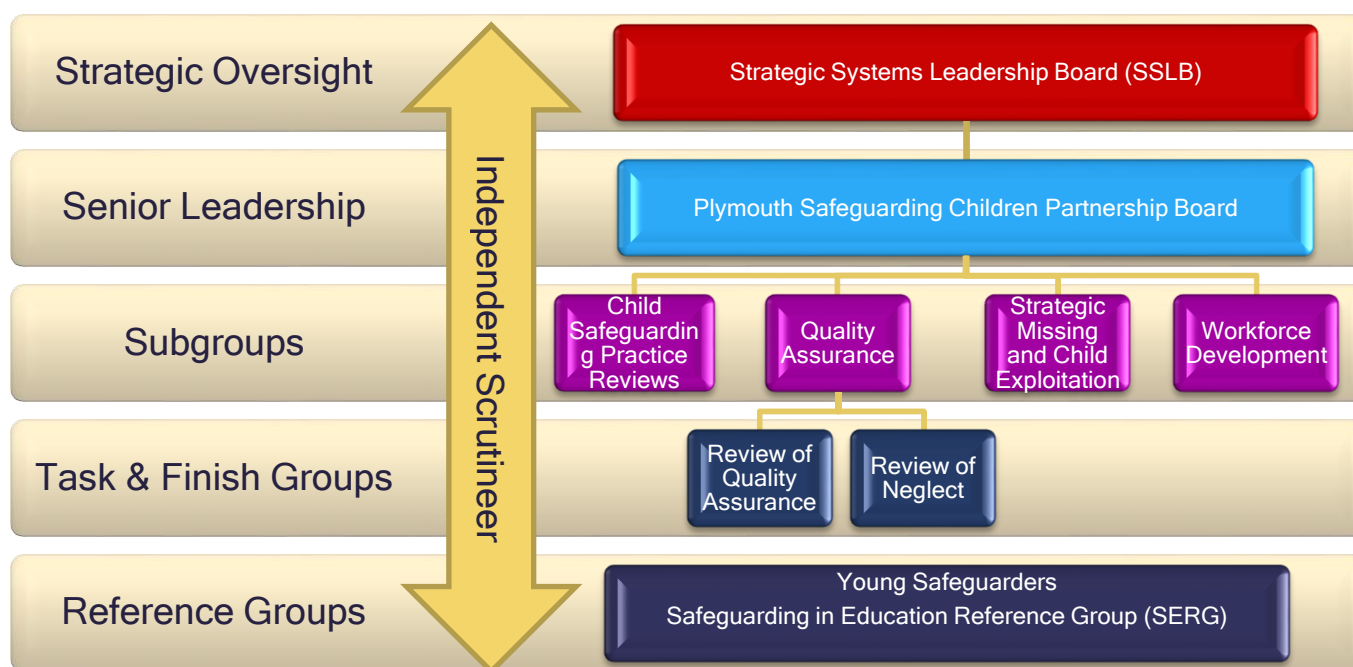 Strategic Oversight
Strategic Systems Leadership Board (SSLB)
Independent Scrutineer
Senior Leadership
Plymouth Safeguarding Children Partnership Board
Subgroups
Child
Safeguardin
g Practice
Reviews
Quality
Assurance
Strategic
Missing
and Child
Exploitation
Workforce
Development
Task & Finish Groups
Review of
Quality
Assurance
Review of
Neglect
Reference Groups
Young Safeguarders
Safeguarding in Education Reference Group (SERG)